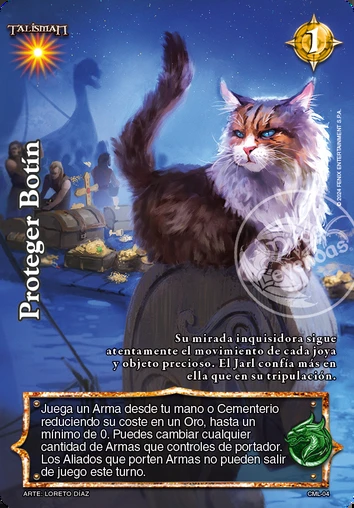 TALISMAN
1
Proteger Botín
© 2024 FENIX ENTERTAINMENT S.P.A.
Su mirada inquisidora sigue
atentamente el movimiento de cada joya
y objeto precioso. El Jarl confía más en
ella que en su tripulación.
Juega un Arma desde tu mano o Cementerio
reduciendo su coste en un Oro, hasta un
mínimo de 0. Puedes cambiar cualquier
cantidad de Armas que controles de portador.
Los Aliados que porten Armas no pueden salir
de juego este turno.
ARTE: LORETO DÍAZ
CML-04